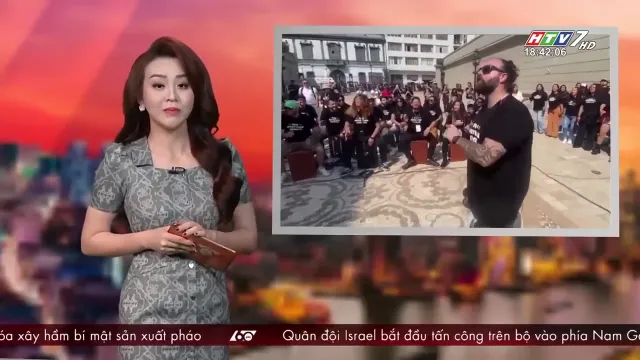 HTV7 HD
18:42:06
óa xây hầm bí mật sản xuất pháo 60 Quân đội Israel bắt đầu tấn công trên bộ vào phía Nam G